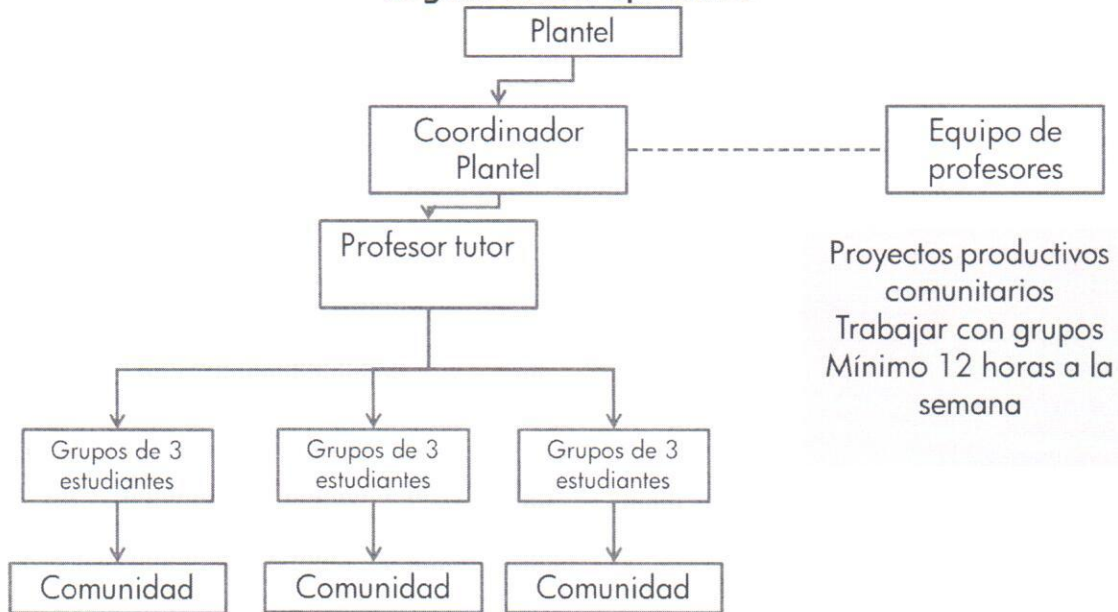 Plantel
Coordinador
Plantel
Equipo de
profesores
Profesor tutor
Proyectos productivos
comunitarios
Trabajar con grupos
Mínimo 12 horas a la
semana
Grupos de 3
estudiantes
Grupos de 3
estudiantes
Grupos de 3
estudiantes
Comunidad
Comunidad
Comunidad